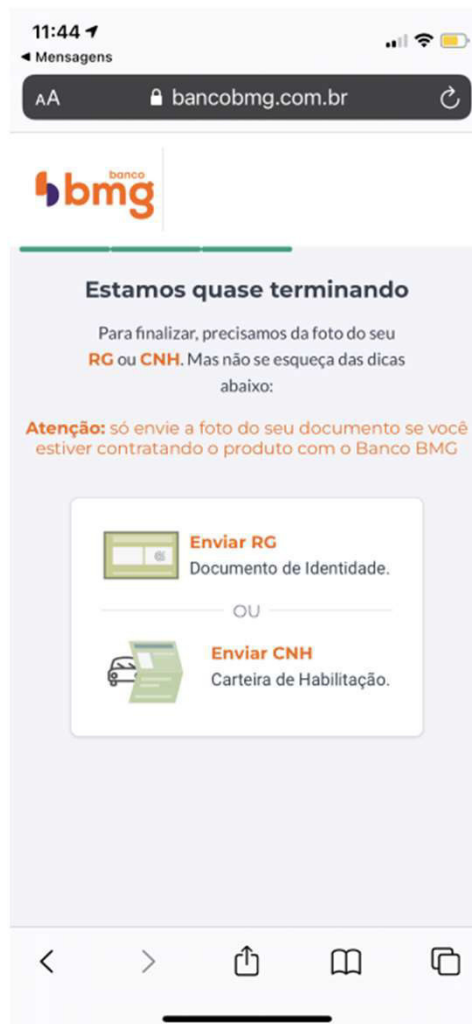 11:44
Mensagens
AA bancobmg.com.br
banco
bmg
Estamos quase terminando
Para finalizar, precisamos da foto do seu
RG ou CNH. Mas não se esqueça das dicas
abaixo:
Atenção: só envie a foto do seu documento se você
estiver contratando o produto com o Banco BMG
Enviar RG
Documento de Identidade.
OU
Enviar CNH
Carteira de Habilitação.